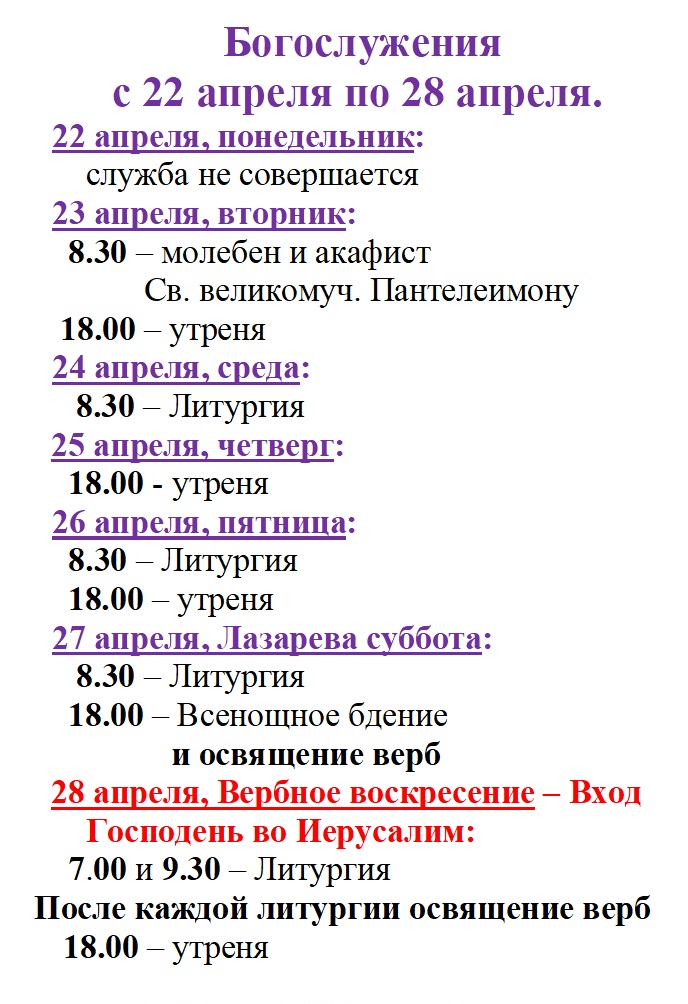 Богослужения
с 22 апреля по 28 апреля.
22 апреля, понедельник:
служба не совершается
23 апреля, вторник:
8.30 – молебен и акафист
Св. великомуч. Пантелеимону
18.00 – утреня
24 апреля, среда:
8.30 – Литургия
25 апреля, четверг:
18.00 - утреня
26 апреля, пятница:
8.30 – Литургия
18.00 – утреня
27 апреля, Лазарева суббота:
8.30 – Литургия
18.00 – Всенощное бдение
и освящение верб
28 апреля, Вербное воскресение – Вход
Господень во Иерусалим:
7.00 и 9.30 – Литургия
После каждой литургии освящение верб
18.00 – утреня